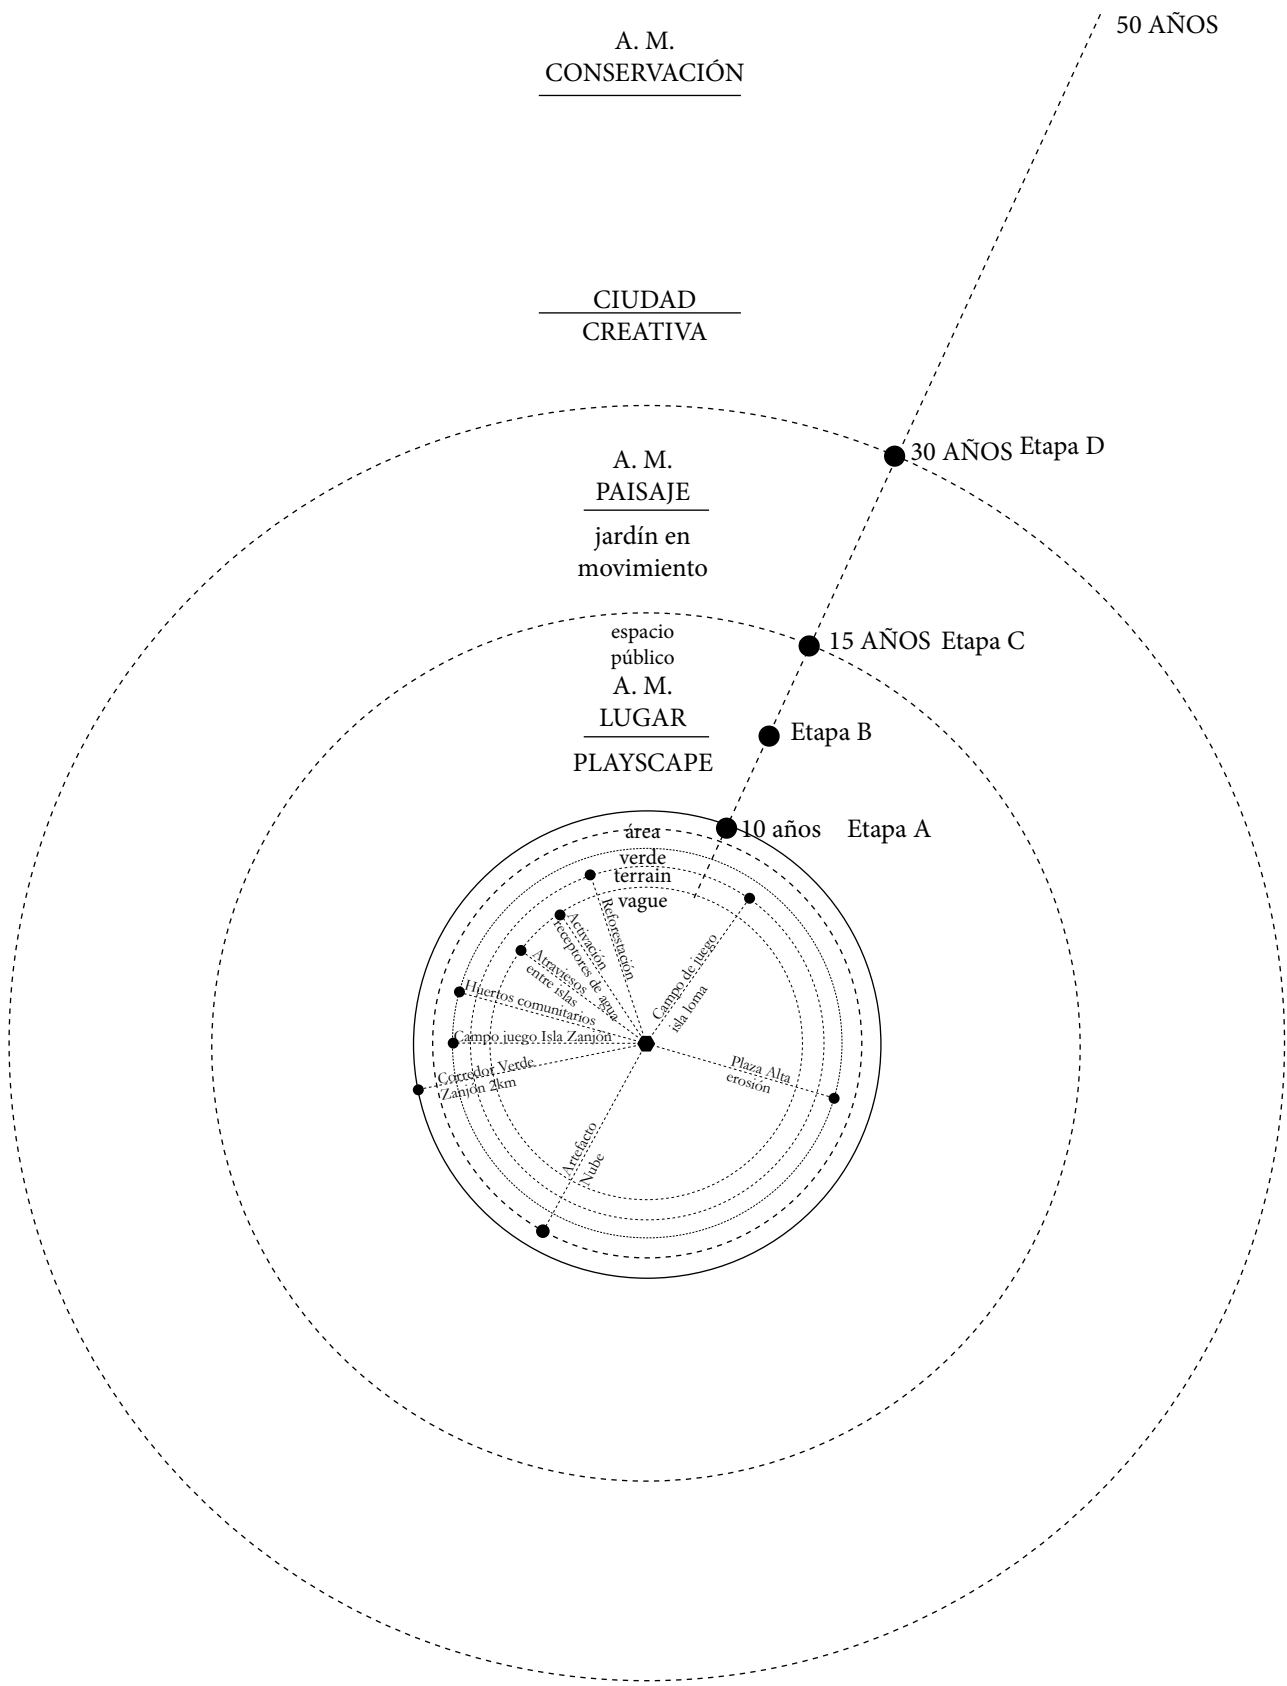 50 AÑOS
A. M.
CONSERVACIÓN
CIUDAD
CREATIVA
30 AÑOS Etapa D
A. M.
PAISAJE
jardín en
movimiento
espacio
público
15 AÑOS Etapa C
A. M.
LUGAR
Etapa B
PLAYSCAPE
10 años Etapa A
área
verde
terrain
vague
Reforestación
Activación
receptores de agua
Atraviesos
entre islas
Huertos comunitarios
Campo juego Isla Zanjón
Corredor Verde
Zanjón 2km
Campo de juego
isla loma
Plaza Alta
erosión
Artefacto
Nube